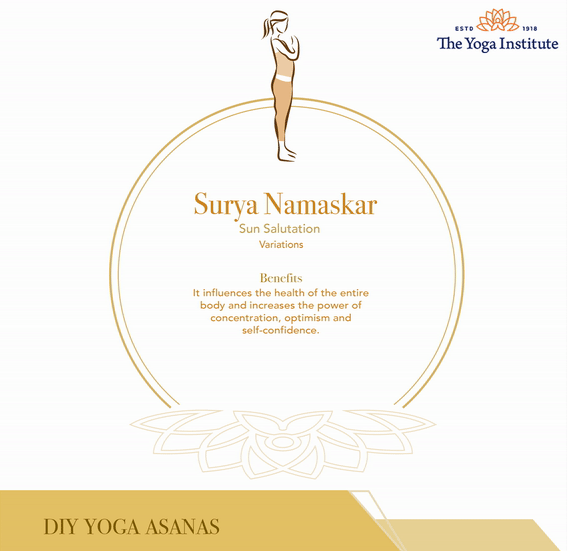 ESTD 1918
The Yoga Institute
Surya Namaskar
Sun Salutation
Variations
Benefits
It influences the health of the entire
body and increases the power of
concentration, optimism and
self-confidence.
DIY YOGA ASANAS